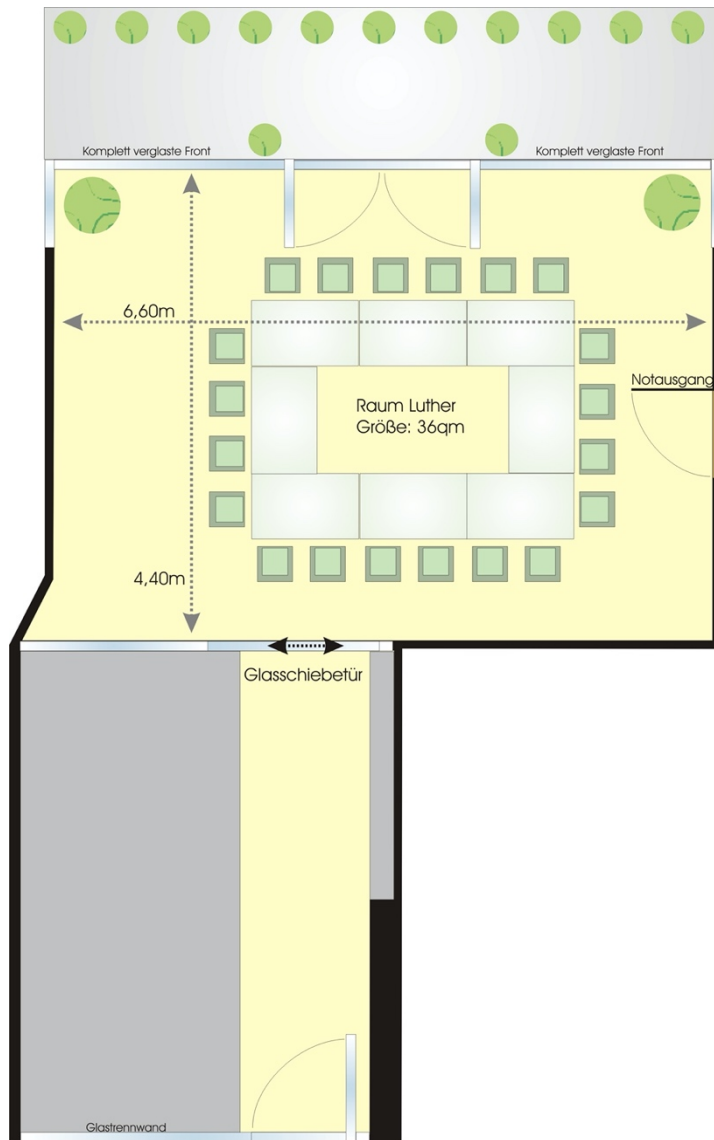 Komplett verglaste Front
Komplett verglaste Front
6,60m
Notausgang
Raum Luther
Größe: 36qm
4,40m
Glasschiebetür
Glastrennwand